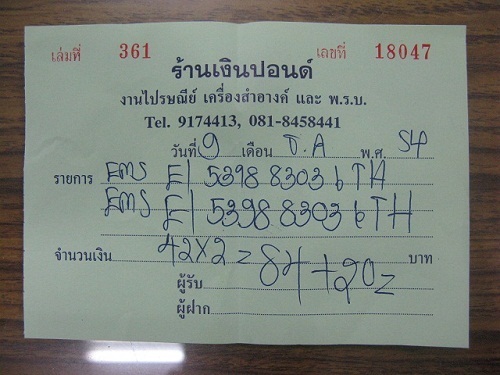 เล่มที่ 361 เลขที่ 18047
ร้านเงินปอนด์
งานไปรษณีย์ เครื่องสำอางค์ และ พ.ร.บ.
Tel. 9174413, 081-8458441
วันที่ 9 เดือน ต.ค พ.ศ. 54
รายการ EMS EI 5398 8303 6 TH
EMS EI 5398 8303 6 TH
จำนวนเงิน 42x2 = 84+20= บาท
ผู้รับ
ผู้ฝาก